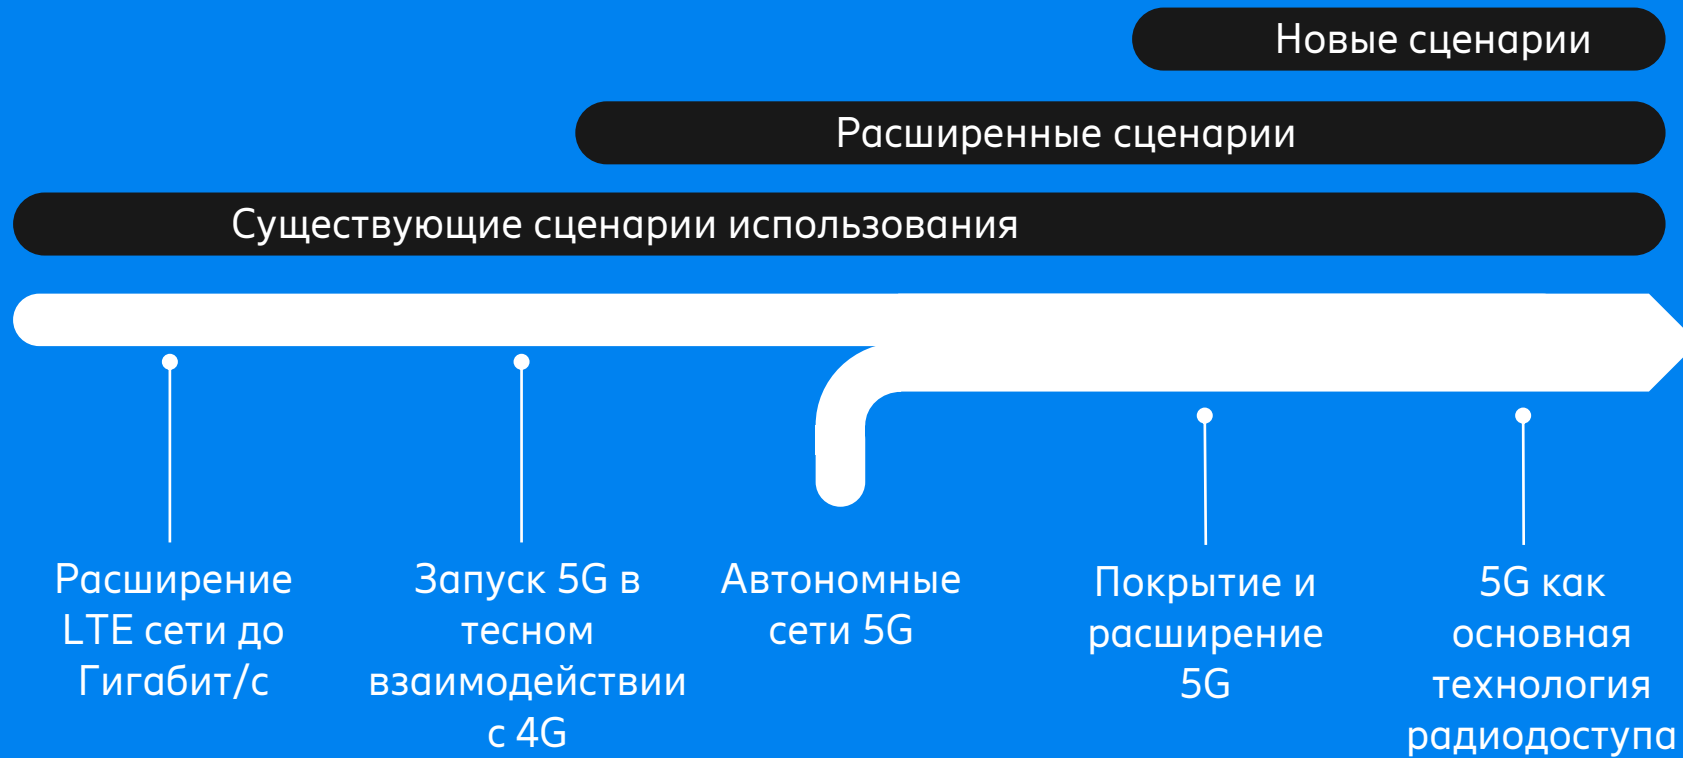 Новые сценарии
Расширенные сценарии
Существующие сценарии использования
Расширение
LTE сети до
Гигабит/с
Запуск 5G в
тесном
взаимодействии
с 4G
Автономные
сети 5G
Покрытие и
расширение
5G
5G как
основная
технология
радиодоступа